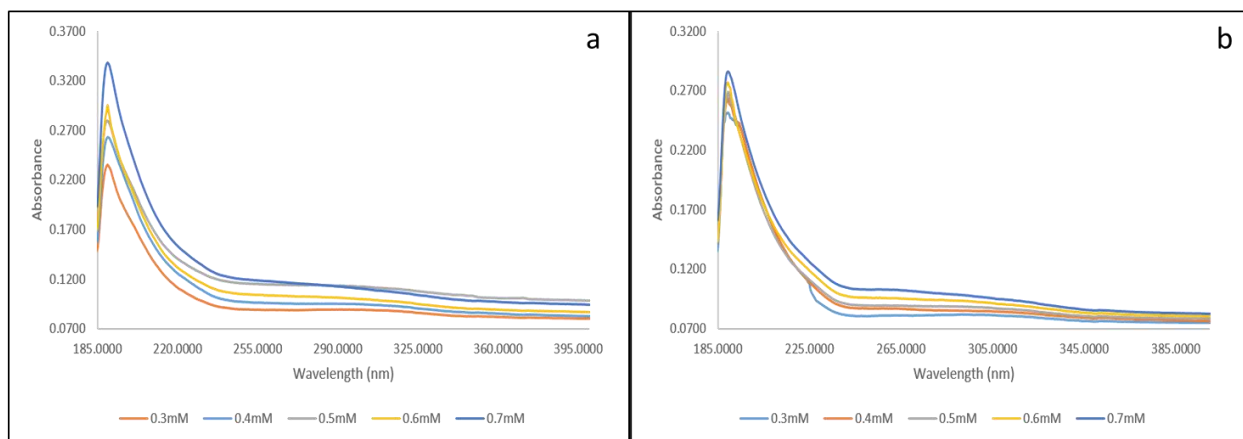 a
0.3700
0.3200
0.2700
0.2200
0.1700
0.1200
0.0700
Absorbance
185.0000 220.0000 255.0000 290.0000 325.0000 360.0000 395.0000
Wavelength (nm)
0.3mM 0.4mM 0.5mM 0.6mM 0.7mM
b
0.3200
0.2700
0.2200
0.1700
0.1200
0.0700
Absorbance
185.0000 225.0000 265.0000 305.0000 345.0000 385.0000
Wavelength (nm)
0.3mM 0.4mM 0.5mM 0.6mM 0.7mM